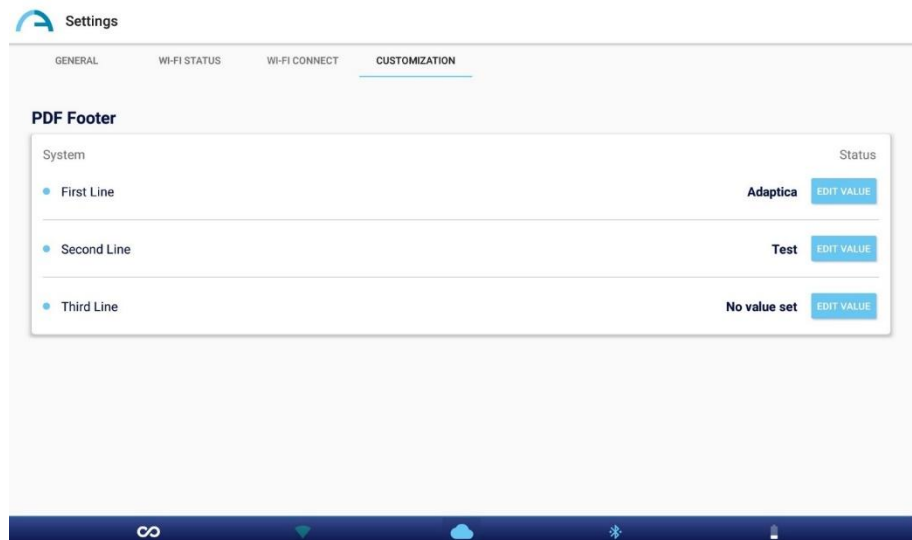 Settings
GENERAL WI-FI STATUS WI-FI CONNECT CUSTOMIZATION
PDF Footer
System Status
First Line Adaptica EDIT VALUE
Second Line Test EDIT VALUE
Third Line No value set EDIT VALUE